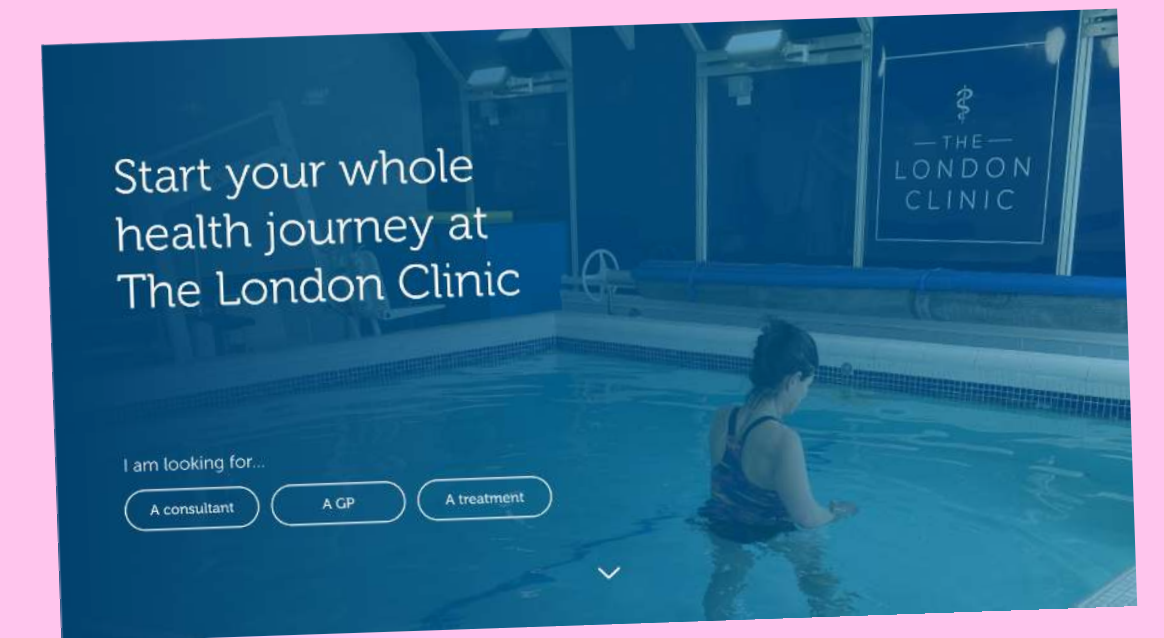 Start your whole
health journey at
The London Clinic
THE
LONDON
CLINIC
I am looking for...
A consultant
A GP
A treatment